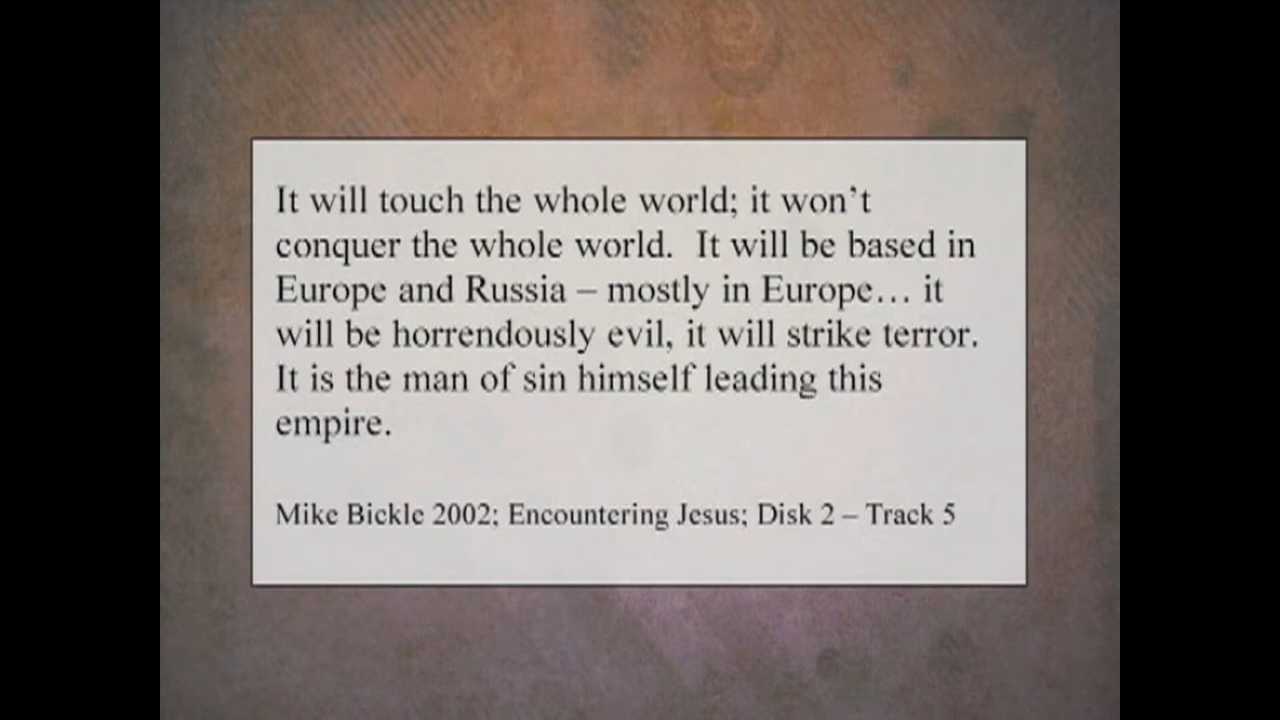 It will touch the whole world; it won’t
conquer the whole world.  It will be based in
Europe and Russia – mostly in Europe… it
will be horrendously evil, it will strike terror.
It is the man of sin himself leading this
empire.
Mike Bickle 2002; Encountering Jesus; Disk 2 – Track 5